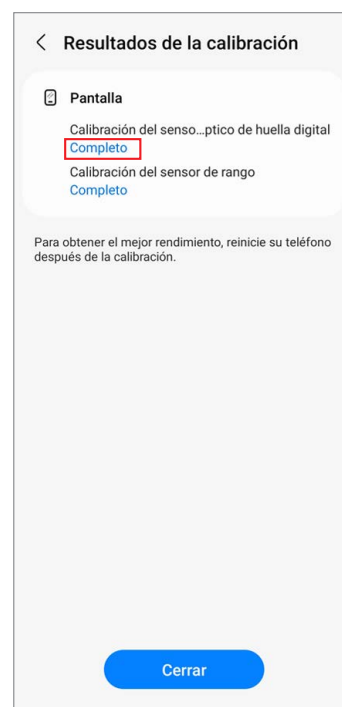 Resultados de la calibración
Pantalla
Calibración del senso...ptico de huella digital
Completo
Calibración del sensor de rango
Completo
Para obtener el mejor rendimiento, reinicie su teléfono
después de la calibración.
Cerrar